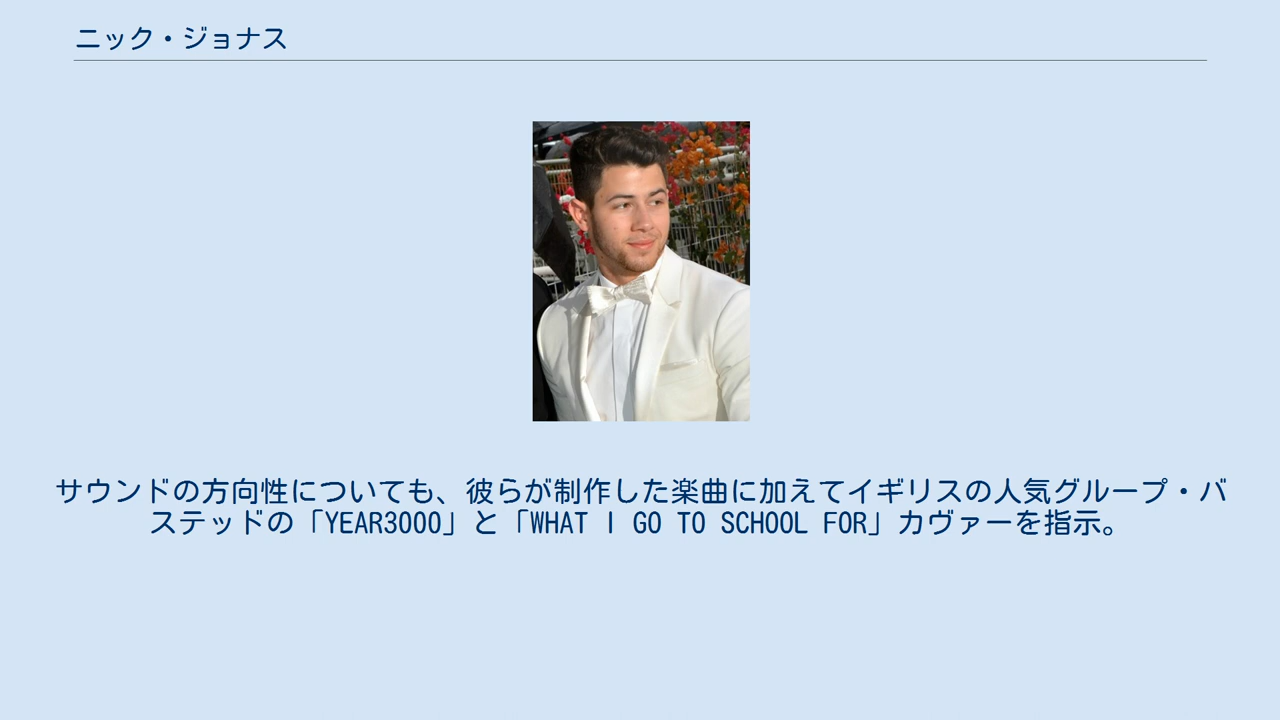 ニック・ジョナス
サウンドの方向性についても、彼らが制作した楽曲に加えてイギリスの人気グループ・バ
ステッドの「YEAR3000」と「WHAT I GO TO SCHOOL FOR」カヴァーを指示。